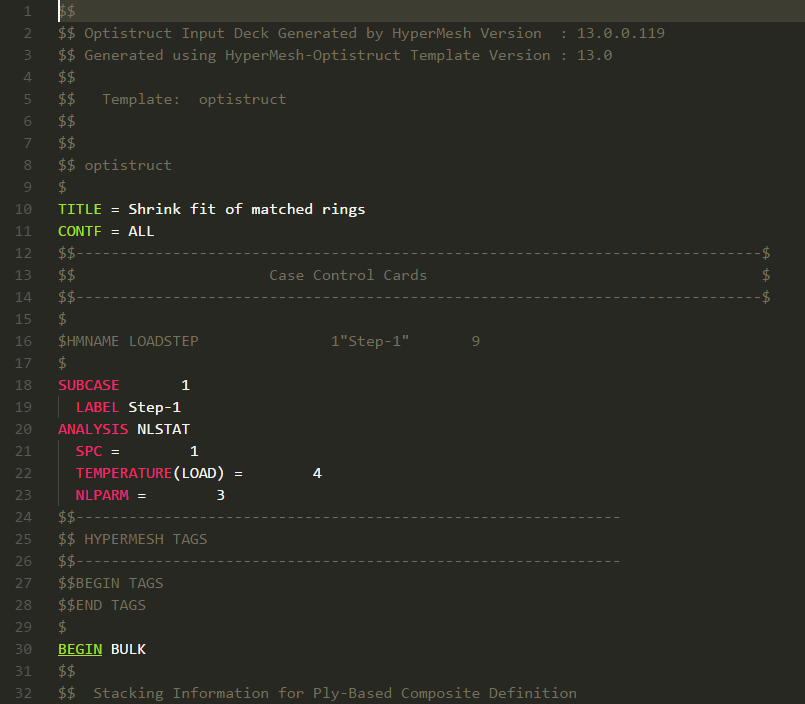 1 $$
2 $$ Optistruct Input Deck Generated by HyperMesh Version  : 13.0.0.119
3 $$ Generated using HyperMesh-Optistruct Template Version : 13.0
4 $$
5 $$   Template:  optistruct
6 $$
7 $$
8 $$ optistruct
9 $
10 TITLE = Shrink fit of matched rings
11 CONTF = ALL
12 $$------------------------------------------------------------------------------$
13 $$                      Case Control Cards                                      $
14 $$------------------------------------------------------------------------------$
15 $
16 $HMNAME LOADSTEP               1"Step-1"       9
17 $
18 SUBCASE       1
19   LABEL Step-1
20 ANALYSIS NLSTAT
21   SPC =        1
22   TEMPERATURE(LOAD) =        4
23   NLPARM =        3
24 $$--------------------------------------------------------------
25 $$ HYPERMESH TAGS
26 $$--------------------------------------------------------------
27 $$BEGIN TAGS
28 $$END TAGS
29 $
30 BEGIN BULK
31 $$
32 $$  Stacking Information for Ply-Based Composite Definition